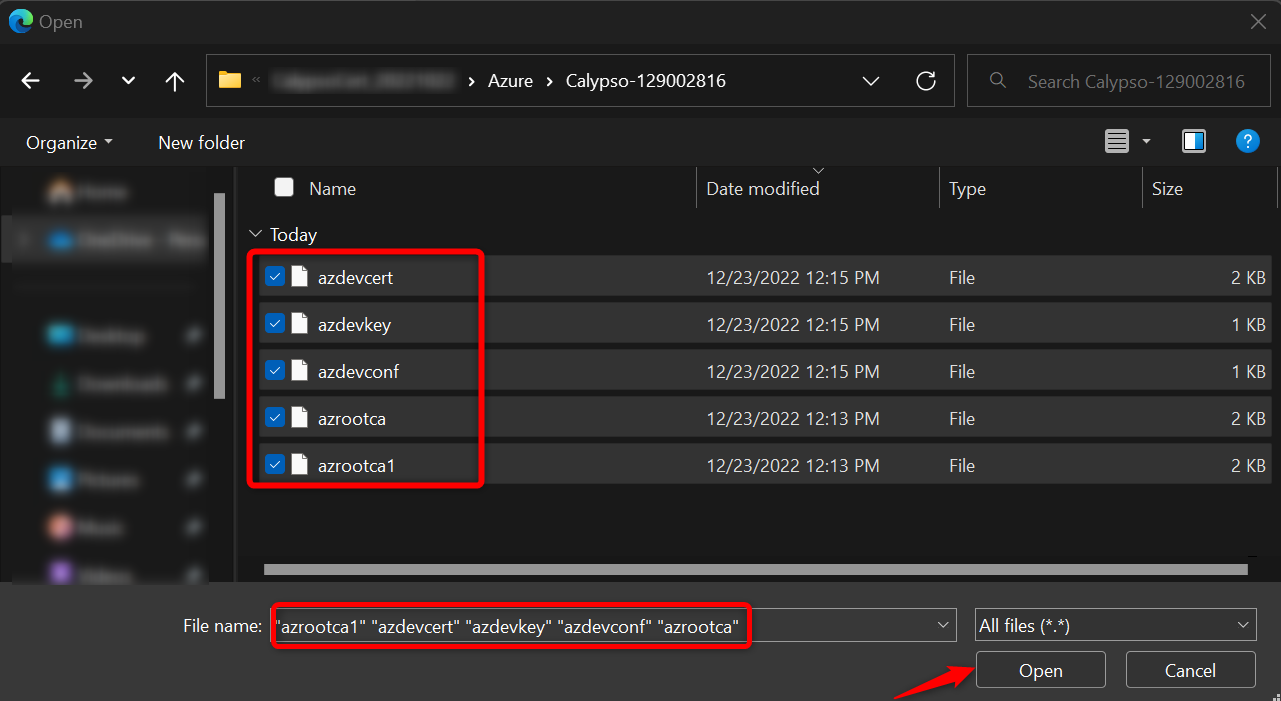 Open
Azure › Calypso-129002816
Search Calypso-129002816
Organize
New folder
?
Name Date modified Type Size
Today
azdevcert 12/23/2022 12:15 PM File 2 KB
azdevkey 12/23/2022 12:15 PM File 1 KB
azdevconf 12/23/2022 12:15 PM File 1 KB
azrootca 12/23/2022 12:13 PM File 2 KB
azrootca1 12/23/2022 12:13 PM File 2 KB
File name: "azrootca1" "azdevcert" "azdevkey" "azdevconf" "azrootca" All files (*.*)
Open Cancel